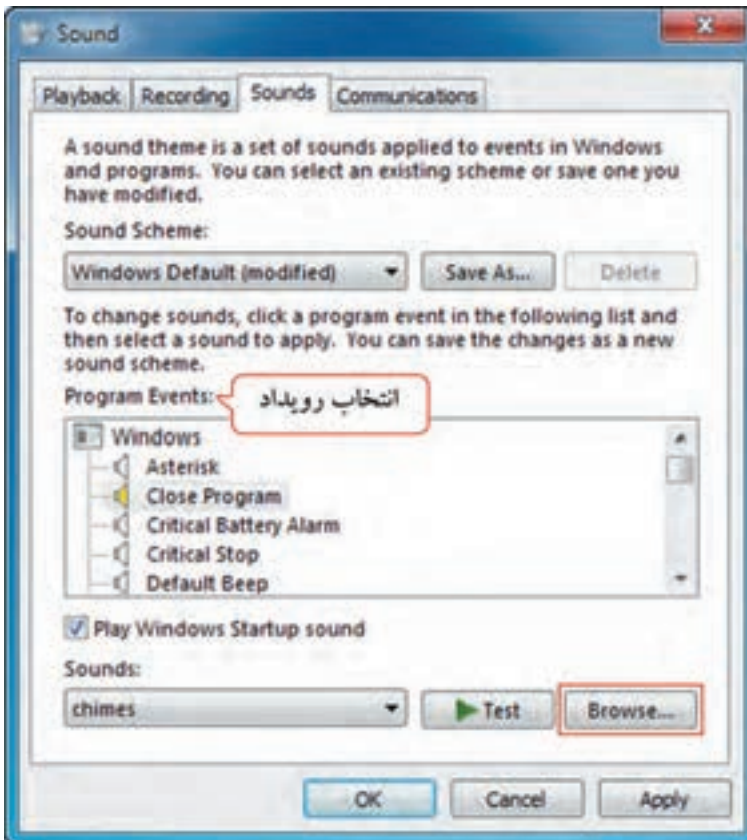 Sound
Playback Recording Sounds Communications
A sound theme is a set of sounds applied to events in Windows
and programs. You can select an existing scheme or save one you
have modified.
Sound Scheme:
Windows Default (modified) Save As... Delete
To change sounds, click a program event in the following list and
then select a sound to apply. You can save the changes as a new
sound scheme.
Program Events: انتخاب رویداد
Windows
Asterisk
Close Program
Critical Battery Alarm
Critical Stop
Default Beep
Play Windows Startup sound
Sounds:
chimes Test Browse...
OK Cancel Apply